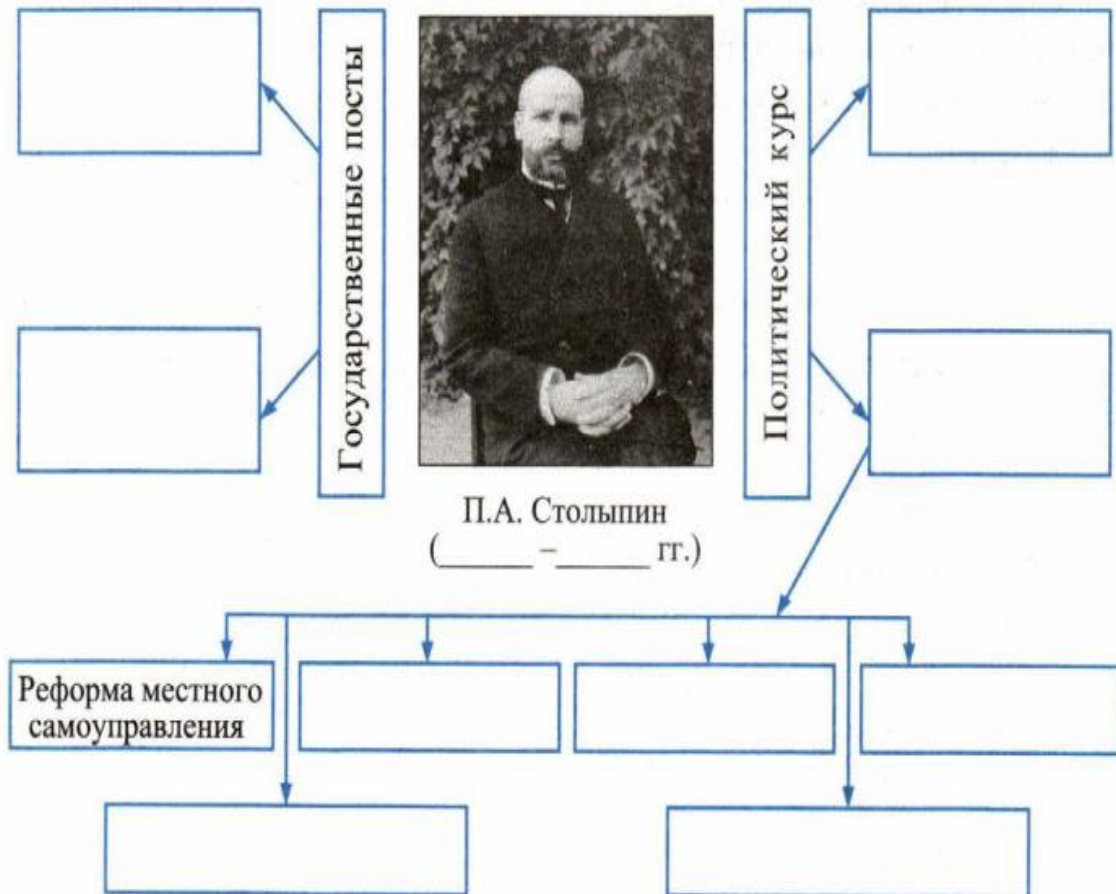 Государственные посты
Политический курс
П.А. Столыпин
(______ –______ гг.)
Реформа местного
самоуправления